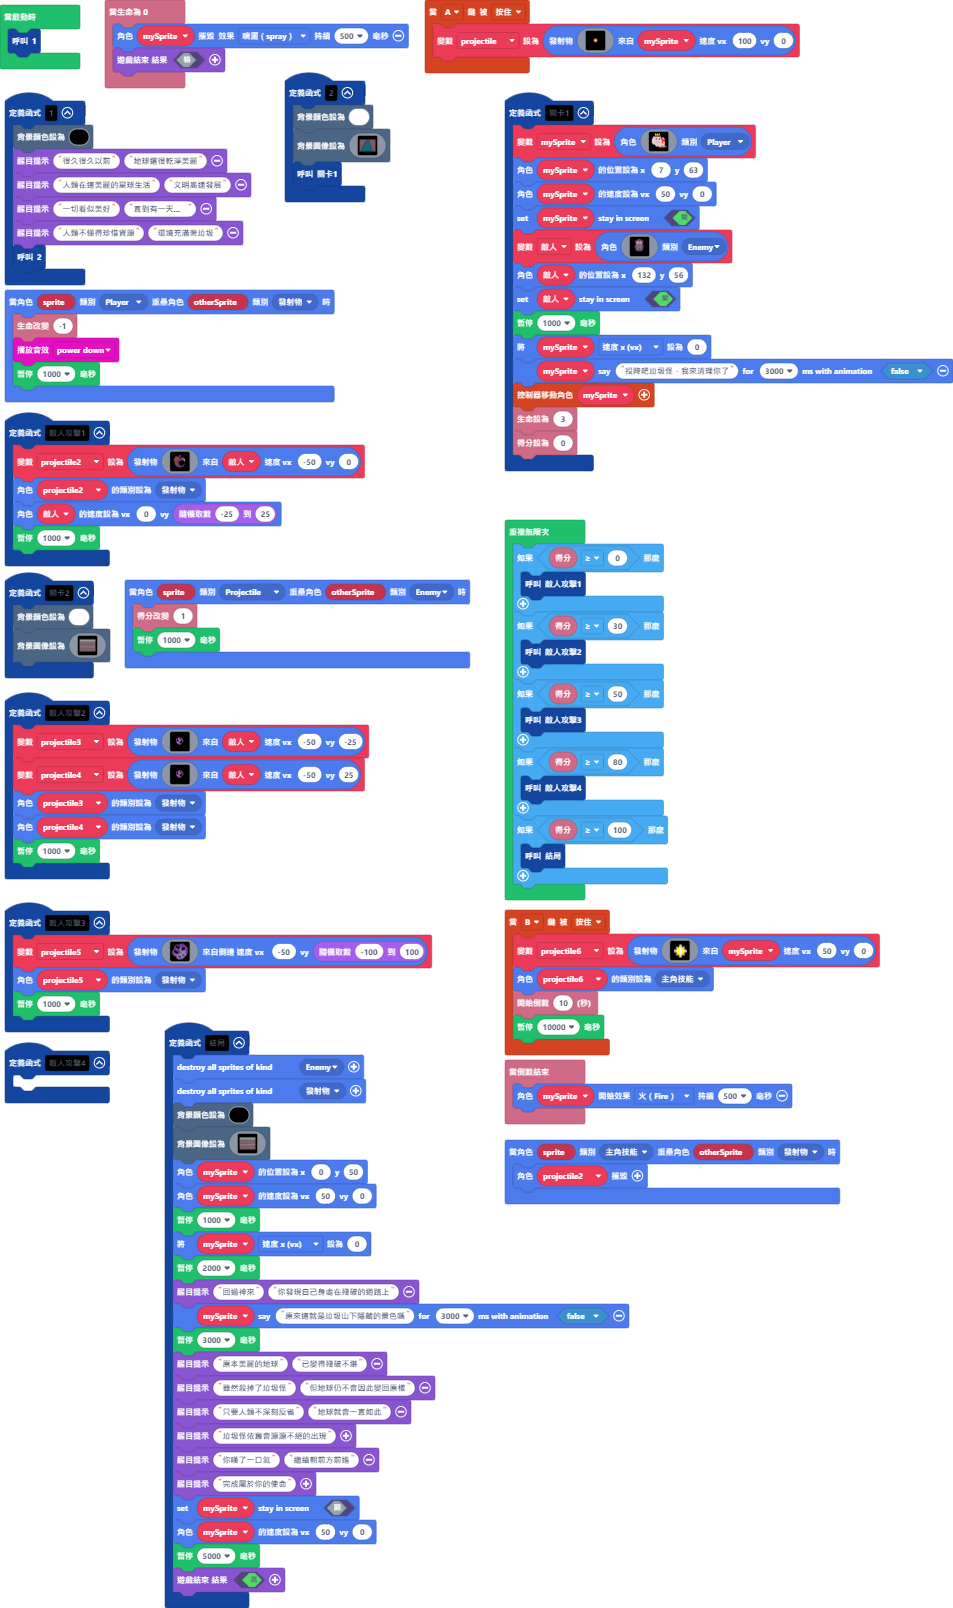 當啟動時
呼叫 1
當生命為 0
角色 mySprite 摧毀 效果 噴灑 ( spray ) 持續 500 毫秒
遊戲結束 結果
當 A 鍵 被 按住
變數 projectile 設為 發射物 來自 mySprite 速度 vx 100 vy 0
定義函式 1
背景顏色設為
醒目提示 "很久很久以前" "地球還很乾淨美麗"
醒目提示 "人類在這美麗的星球生活" "文明高速發展"
醒目提示 "一切看似美好" "直到有一天..."
醒目提示 "人類不懂得珍惜資源" "環境充滿著垃圾"
呼叫 2
定義函式 2
背景顏色設為
背景圖像設為
呼叫 關卡1
定義函式 關卡1
變數 mySprite 設為 角色 類別 Player
角色 mySprite 的位置設為 x 7 y 63
角色 mySprite 的速度設為 vx 50 vy 0
set mySprite stay in screen 開
變數 敵人 設為 角色 類別 Enemy
角色 敵人 的位置設為 x 132 y 56
set 敵人 stay in screen 開
暫停 1000 毫秒
將 mySprite 速度 x (vx) 設為 0
mySprite say "投降吧垃圾怪，我來清理你了" for 3000 ms with animation false
控制器移動角色 mySprite
生命設為 3
得分設為 0
當角色 sprite 類別 Player 重疊角色 otherSprite 類別 發射物 時
生命改變 -1
播放音效 power down
暫停 1000 毫秒
定義函式 敵人攻擊1
變數 projectile2 設為 發射物 來自 敵人 速度 vx -50 vy 0
角色 projectile2 的類別設為 發射物
角色 敵人 的速度設為 vx 0 vy 隨機取數 -25 到 25
暫停 1000 毫秒
定義函式 關卡2
背景顏色設為
背景圖像設為
當角色 sprite 類別 Projectile 重疊角色 otherSprite 類別 Enemy 時
得分改變 1
暫停 1000 毫秒
重複無限次
如果 得分 ≥ 0 那麼
呼叫 敵人攻擊1
如果 得分 ≥ 30 那麼
呼叫 敵人攻擊2
如果 得分 ≥ 50 那麼
呼叫 敵人攻擊3
如果 得分 ≥ 80 那麼
呼叫 敵人攻擊4
如果 得分 ≥ 100 那麼
呼叫 結局
定義函式 敵人攻擊2
變數 projectile3 設為 發射物 來自 敵人 速度 vx -50 vy -25
變數 projectile4 設為 發射物 來自 敵人 速度 vx -50 vy 25
角色 projectile3 的類別設為 發射物
角色 projectile4 的類別設為 發射物
暫停 1000 毫秒
定義函式 敵人攻擊3
變數 projectile5 設為 發射物 來自側邊 速度 vx -50 vy 隨機取數 -100 到 100
角色 projectile5 的類別設為 發射物
暫停 1000 毫秒
定義函式 敵人攻擊4
當 B 鍵 被 按住
變數 projectile6 設為 發射物 來自 mySprite 速度 vx 50 vy 0
角色 projectile6 的類別設為 主角技能
開始倒數 10 (秒)
暫停 10000 毫秒
當倒數結束
角色 mySprite 開始效果 火 ( Fire ) 持續 500 毫秒
當角色 sprite 類別 主角技能 重疊角色 otherSprite 類別 發射物 時
角色 projectile2 摧毀
定義函式 結局
destroy all sprites of kind Enemy
destroy all sprites of kind 發射物
背景顏色設為
背景圖像設為
角色 mySprite 的位置設為 x 0 y 50
角色 mySprite 的速度設為 vx 50 vy 0
暫停 1000 毫秒
將 mySprite 速度 x (vx) 設為 0
暫停 2000 毫秒
醒目提示 "回過神來" "你發現自己身處在殘破的道路上"
mySprite say "原來這就是垃圾山下隱藏的景色嗎" for 3000 ms with animation false
暫停 3000 毫秒
醒目提示 "原本美麗的地球" "已變得殘破不堪"
醒目提示 "雖然殺掉了垃圾怪" "但地球仍不會因此變回原樣"
醒目提示 "只要人類不深刻反省" "地球就會一直如此"
醒目提示 "垃圾怪依舊會源源不絕的出現"
醒目提示 "你嘆了一口氣" "繼續朝前方前進"
醒目提示 "完成屬於你的使命"
set mySprite stay in screen 關
角色 mySprite 的速度設為 vx 50 vy 0
暫停 5000 毫秒
遊戲結束 結果